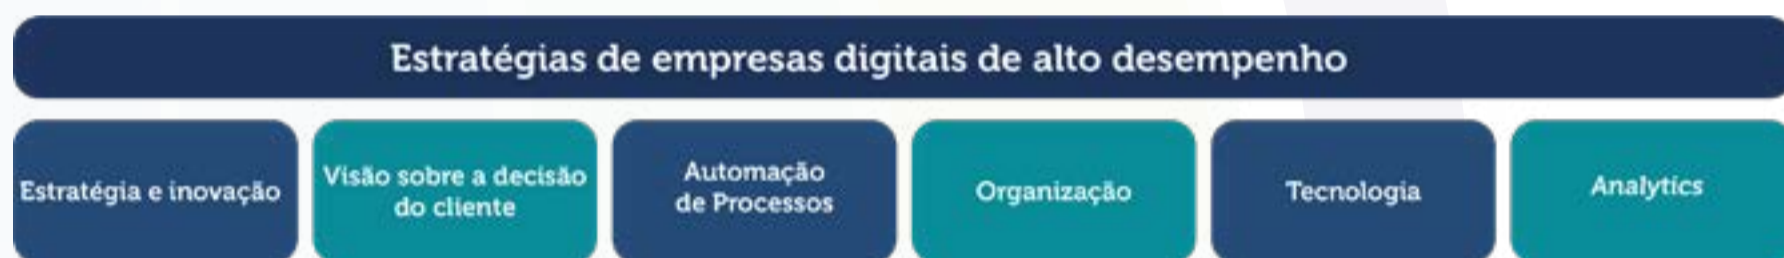 Estratégias de empresas digitais de alto desempenho
Estratégia e inovação
Visão sobre a decisão
do cliente
Automação
de Processos
Organização
Tecnologia
Analytics